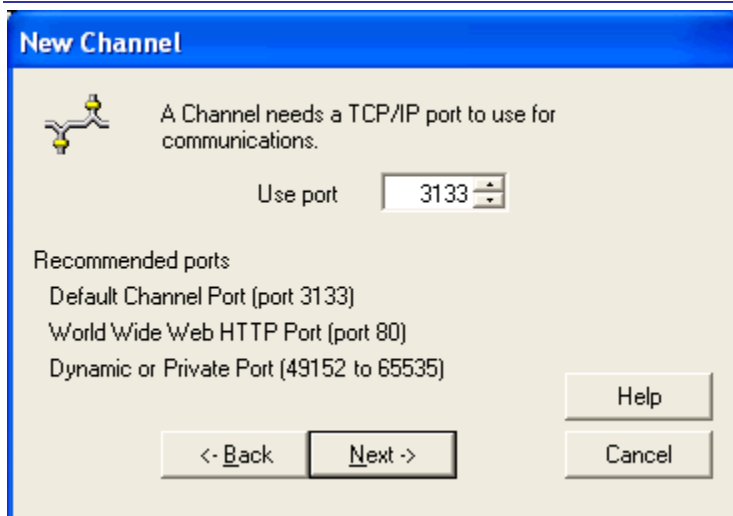 New Channel
A Channel needs a TCP/IP port to use for
communications.
Use port 3133
Recommended ports
Default Channel Port (port 3133)
World Wide Web HTTP Port (port 80)
Dynamic or Private Port (49152 to 65535)
Help
<- Back Next -> Cancel